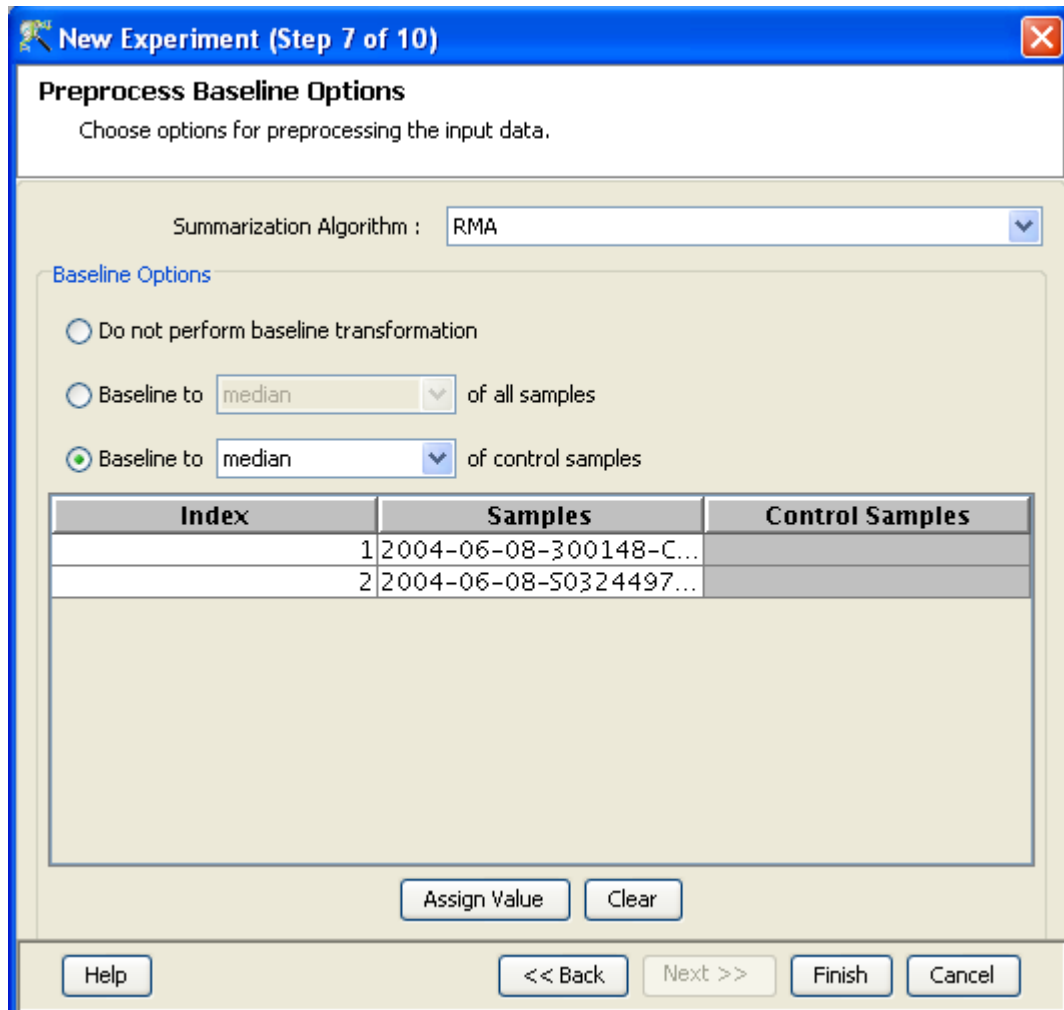 New Experiment (Step 7 of 10)
Preprocess Baseline Options
Choose options for preprocessing the input data.
Summarization Algorithm : RMA
Baseline Options
Do not perform baseline transformation
Baseline to median of all samples
Baseline to median of control samples
Index Samples Control Samples
1 2004-06-08-300148-C...
2 2004-06-08-S0324497...
Assign Value Clear
Help << Back Next >> Finish Cancel